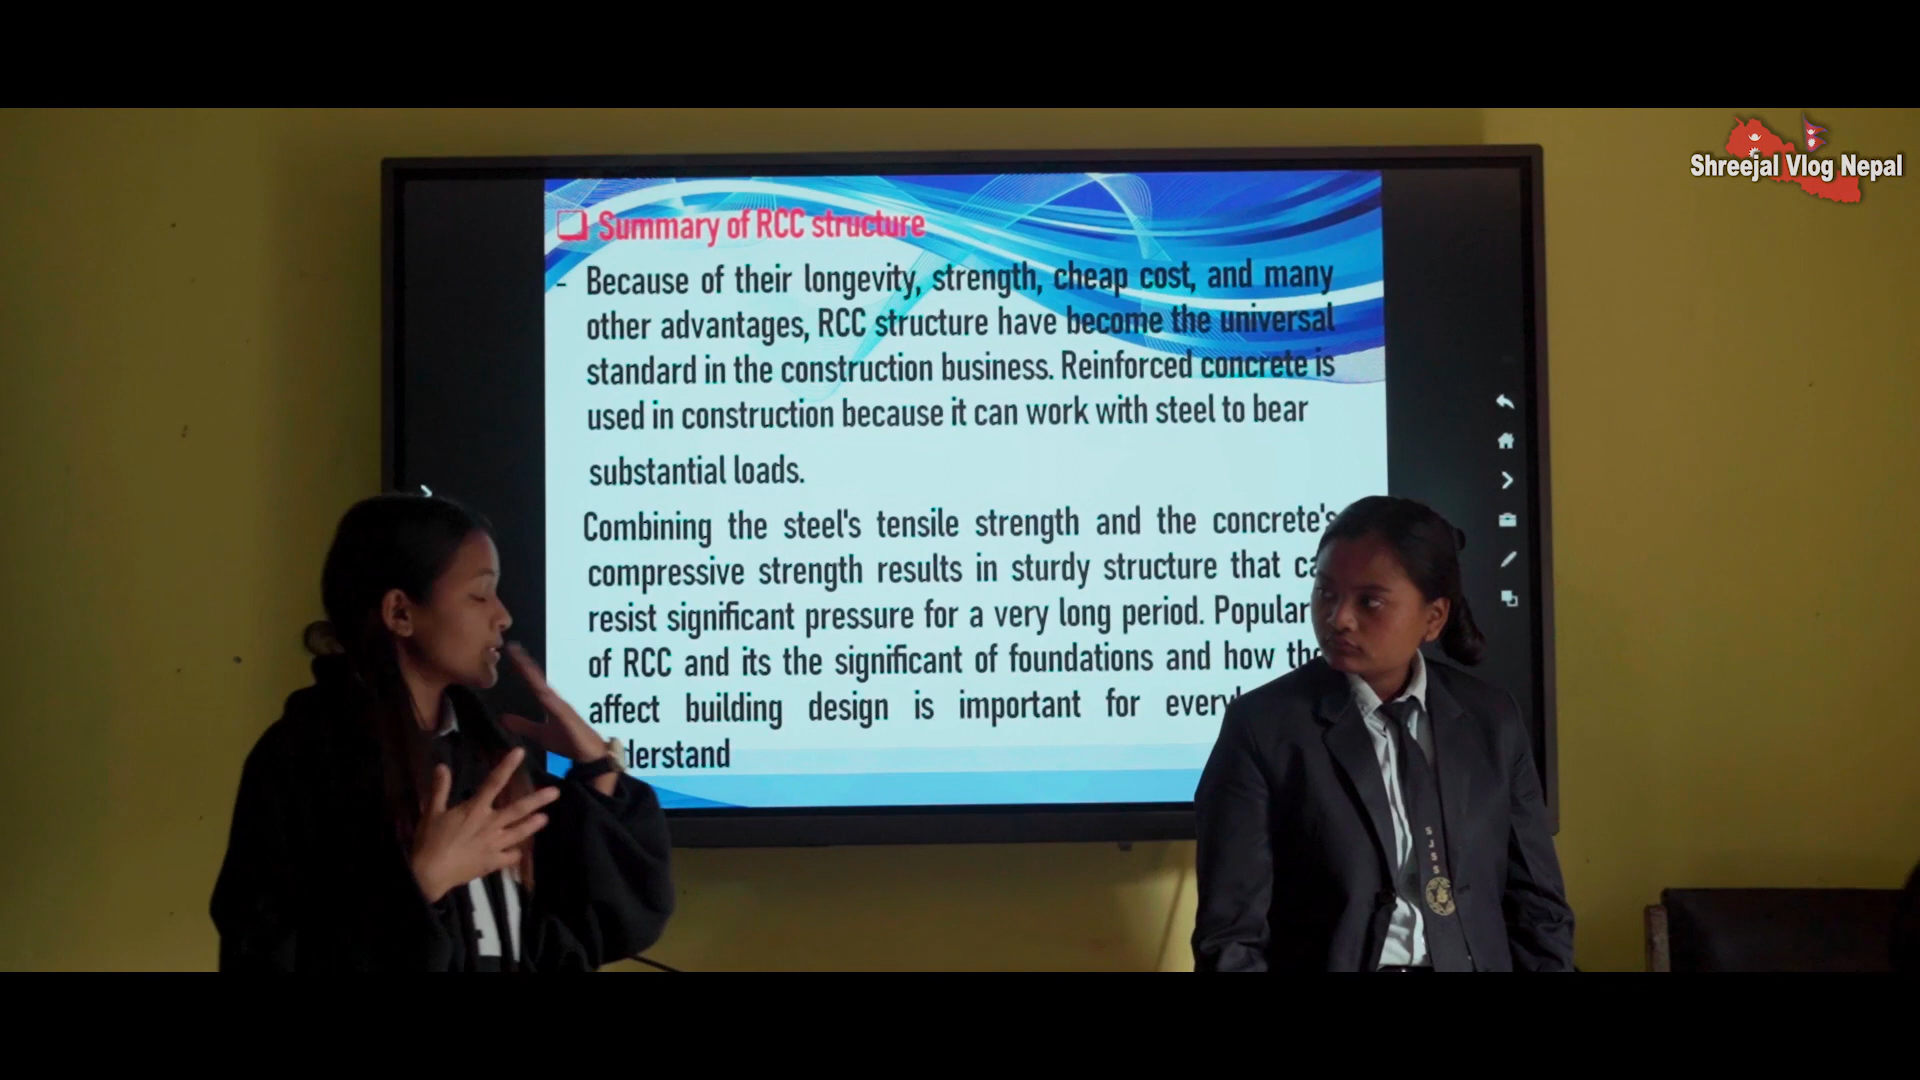 Shreejal Vlog Nepal
Summary of RCC structure
- Because of their longevity, strength, cheap cost, and many
other advantages, RCC structure have become the universal
standard in the construction business. Reinforced concrete is
used in construction because it can work with steel to bear
substantial loads.
Combining the steel's tensile strength and the concrete's
compressive strength results in sturdy structure that
resist significant pressure for a very long period.
of RCC and its the significant of foundations and how
affect building design is important for
SJSS